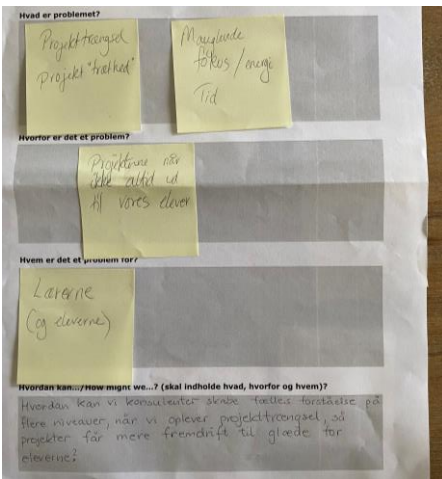 Hvad er problemet?
Projekttrængsel
projekt "træthed"
Manglende
fokus/energi
Tid
Hvorfor er det et problem?
Projekterne når
ikke altid ud
til vores elever
Hvem er det et problem for?
Lærerne
(og eleverne)
Hvordan kan.../How might we...? (skal indholde hvad, hvorfor og hvem)?
Hvordan kan vi konsulenter skabe fælles forståelse på
flere niveauer, når vi oplever projekttrængsel, så
projekter får mere fremdrift til glæde for
eleverne?